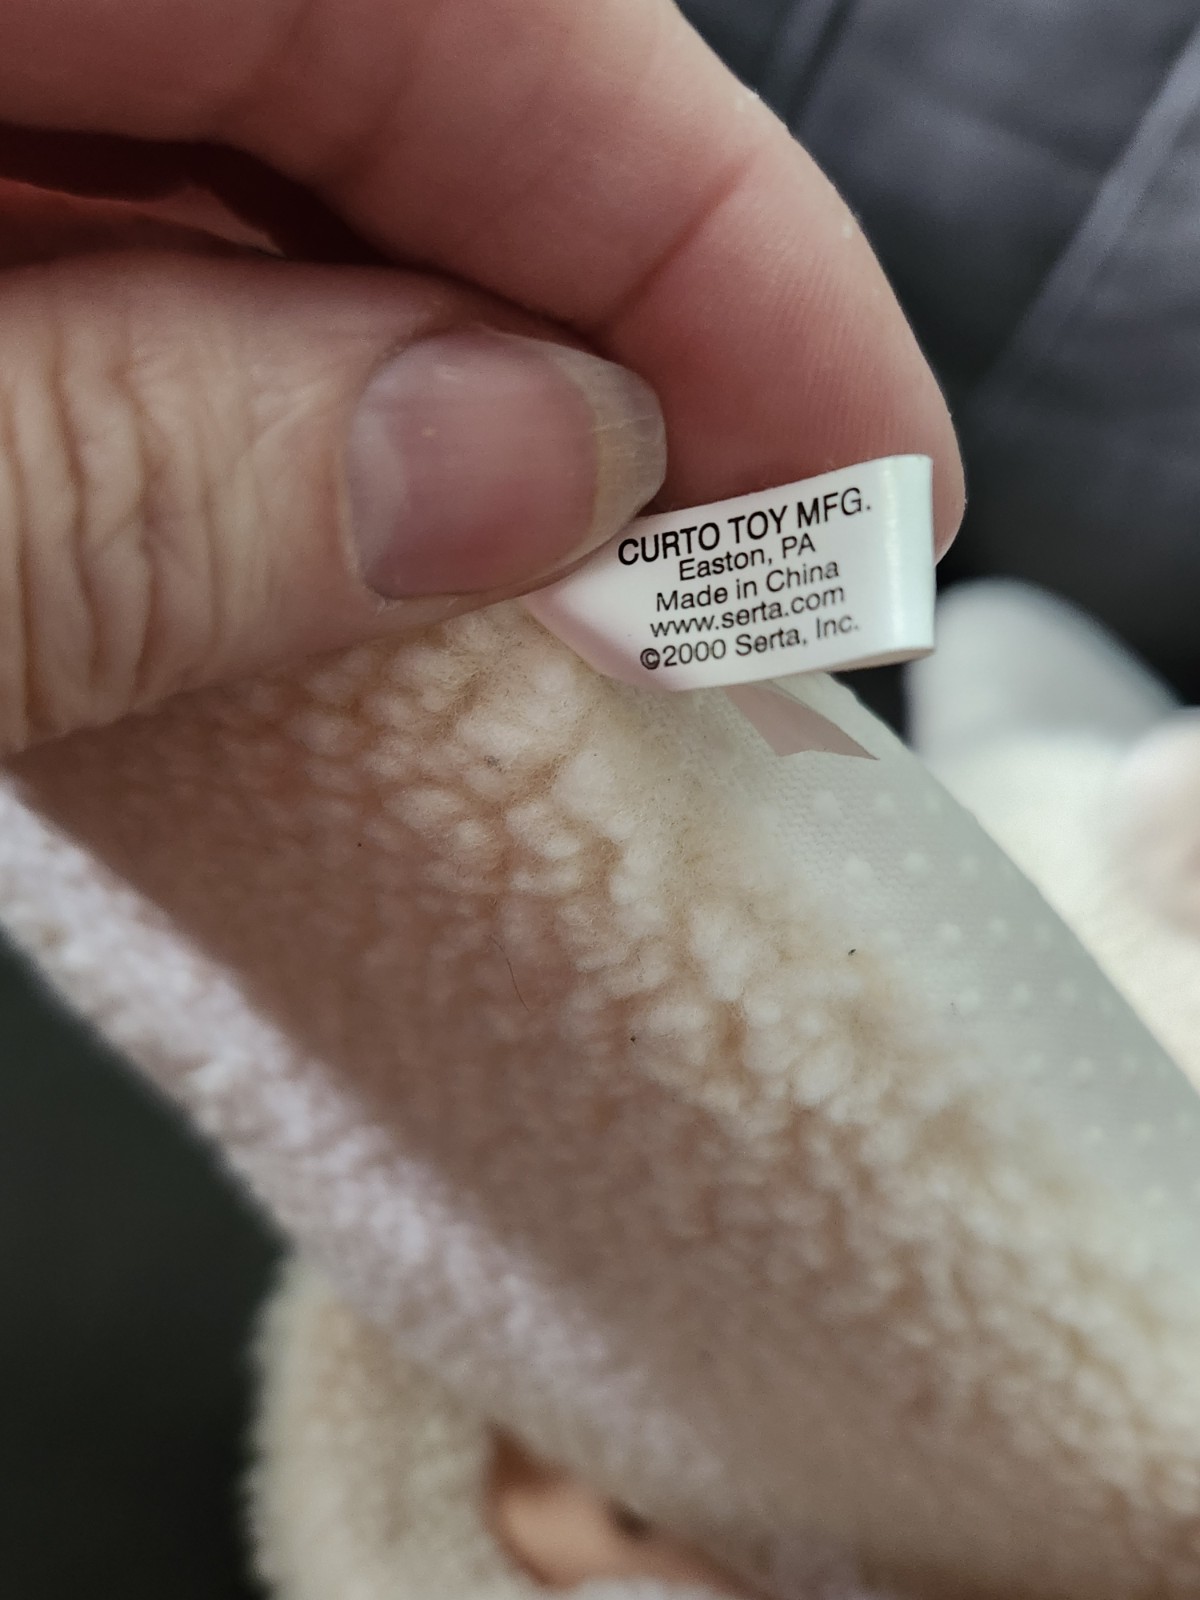 CURTO TOY MFG.
Easton, PA
Made in China
www.serta.com
©2000 Serta, Inc.